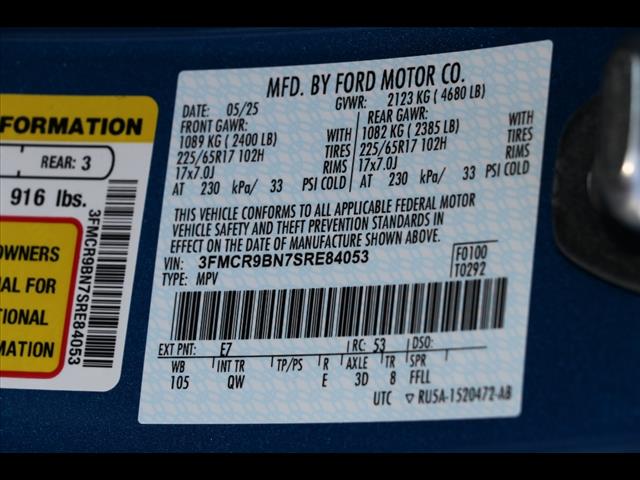 FORMATION
REAR: 3
916 lbs.
OWNERS
IAL FOR
TIONAL
MATION
3FMCR9BN7SRE84053
MFD. BY FORD MOTOR CO.
DATE: 05/25 GVWR: 2123 KG (4680 LB)
FRONT GAWR: REAR GAWR:
1089 KG (2400 LB) WITH 1082 KG (2385 LB) WITH
225/65R17 102H TIRES 225/65R17 102H TIRES
17x7.0J RIMS 17x7.0J RIMS
AT 230 kPa/ 33 PSI COLD AT 230 kPa/ 33 PSI COLD
THIS VEHICLE CONFORMS TO ALL APPLICABLE FEDERAL MOTOR
VEHICLE SAFETY AND THEFT PREVENTION STANDARDS IN
EFFECT ON THE DATE OF MANUFACTURE SHOWN ABOVE.
VIN: 3FMCR9BN7SRE84053 F0100
TYPE: MPV T0292
EXT PNT: E7 RC: 53 DSO:
WB INT TR TP/PS R AXLE TR SPR
105 QW E 3D 8 FFLL
UTC ▽ RU5A-1520472-AB